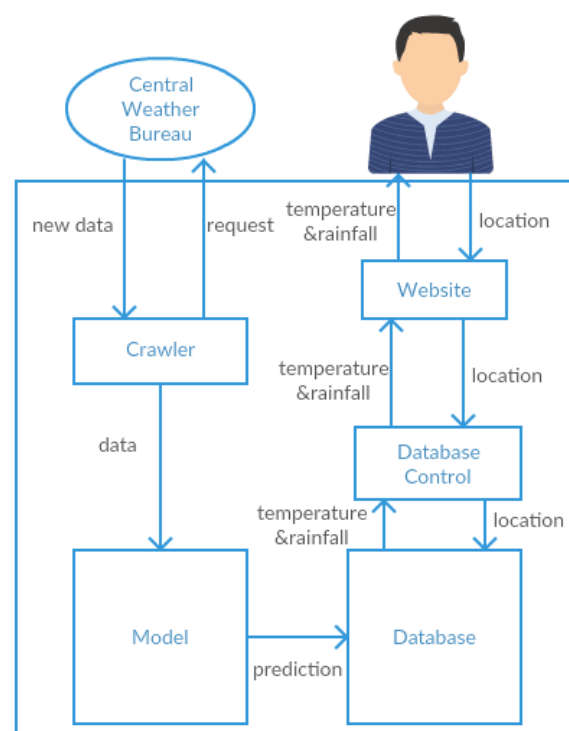 Central
Weather
Bureau
new data
request
temperature
&rainfall
location
Website
Crawler
temperature
&rainfall
location
data
Database
Control
temperature
&rainfall
location
Model
Database
prediction